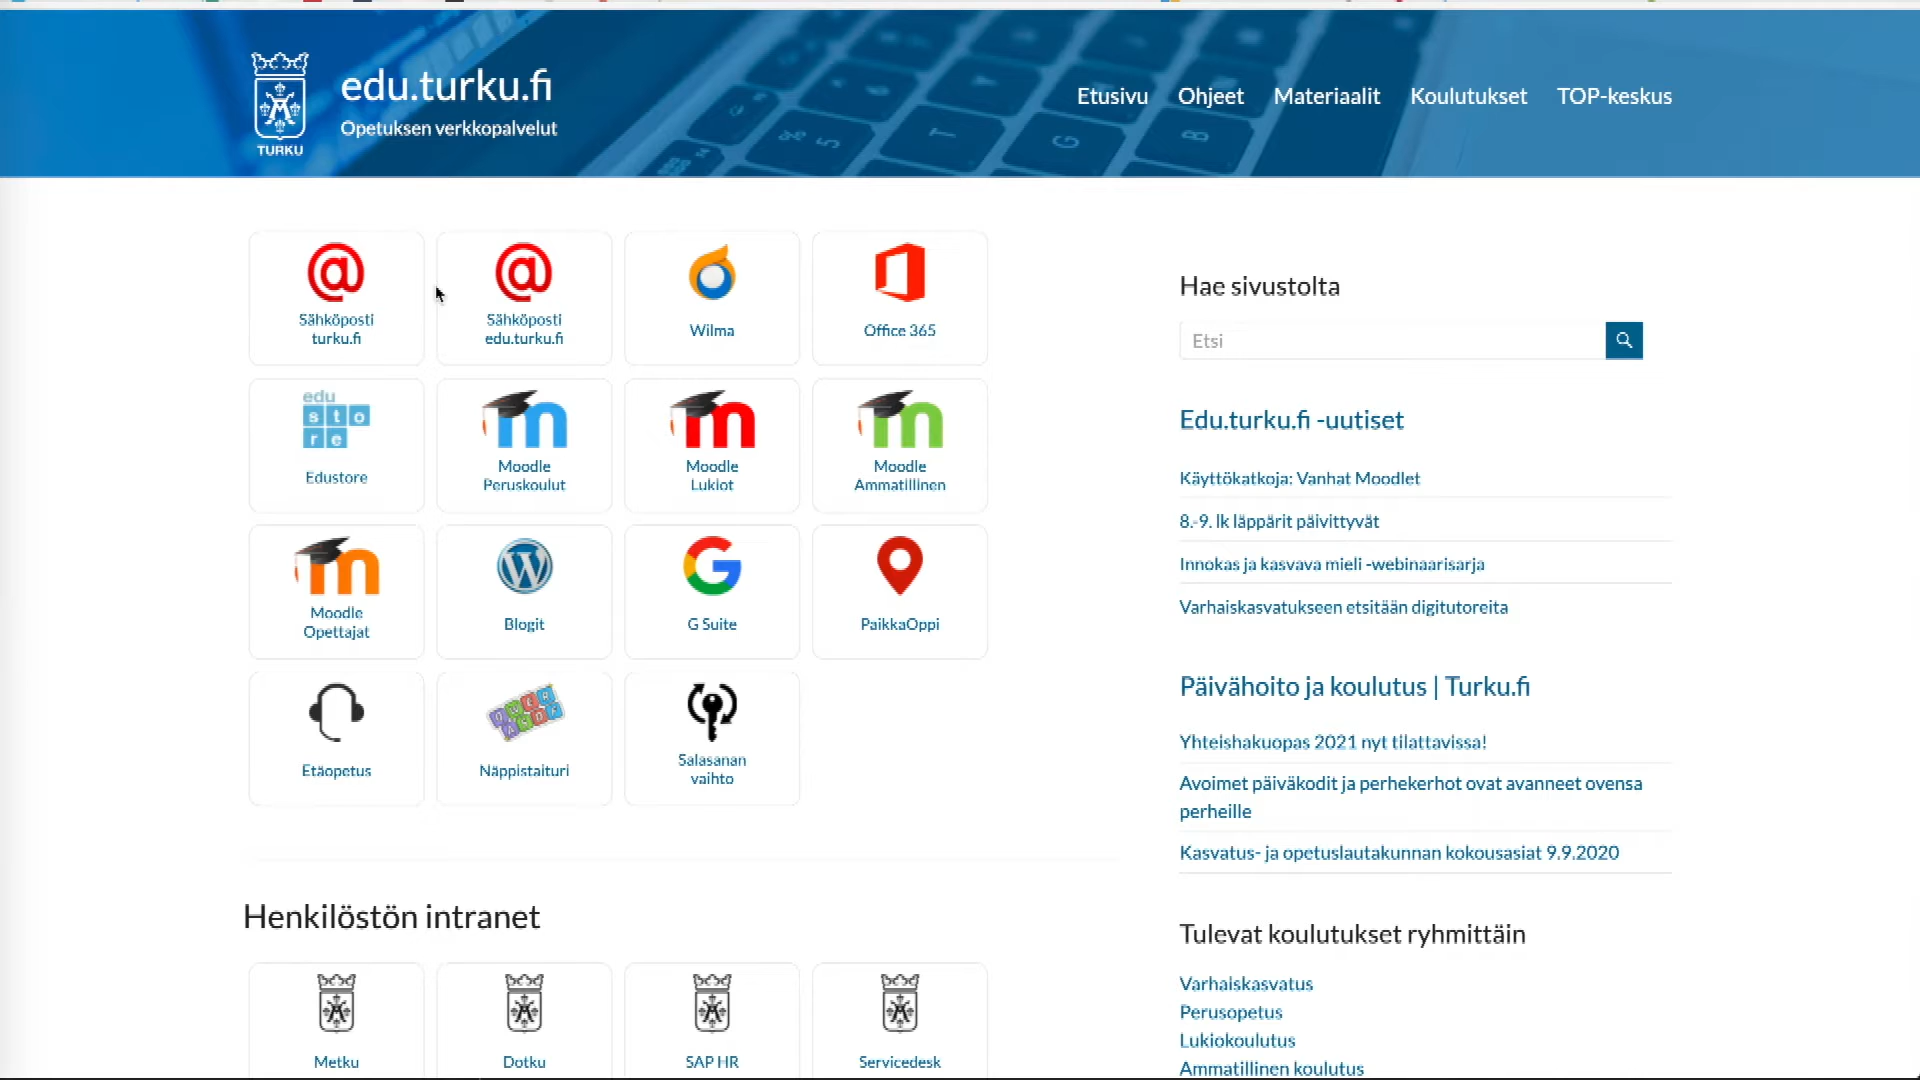 TURKU
edu.turku.fi
Opetuksen verkkopalvelut
Etusivu Ohjeet Materiaalit Koulutukset TOP-keskus
Sähköposti
turku.fi
Sähköposti
edu.turku.fi
Wilma
Office 365
edu
sto
re
Edustore
Moodle
Peruskoulut
Moodle
Lukiot
Moodle
Ammatillinen
Moodle
Opettajat
Blogit
G Suite
PaikkaOppi
Etäopetus
Näppistaituri
Salasanan
vaihto
Henkilöstön intranet
Metku
Dotku
SAP HR
Servicedesk
Hae sivustolta
Etsi
Edu.turku.fi -uutiset
Käyttökatkoja: Vanhat Moodlet
8.-9. lk läppärit päivittyvät
Innokas ja kasvava mieli -webinaarisarja
Varhaiskasvatukseen etsitään digitutoreita
Päivähoito ja koulutus | Turku.fi
Yhteishakuopas 2021 nyt tilattavissa!
Avoimet päiväkodit ja perhekerhot ovat avanneet ovensa
perheille
Kasvatus- ja opetuslautakunnan kokousasiat 9.9.2020
Tulevat koulutukset ryhmittäin
Varhaiskasvatus
Perusopetus
Lukiokoulutus
Ammatillinen koulutus